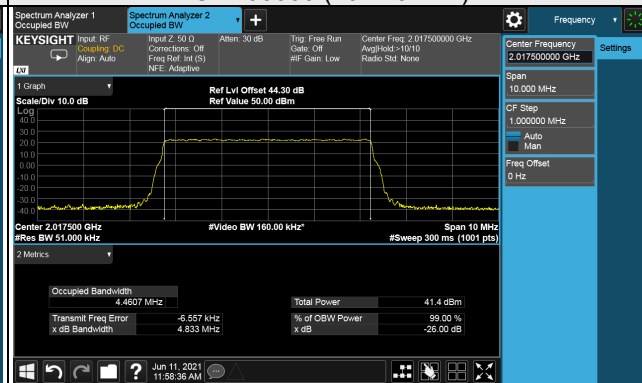 Spectrum Analyzer 1
Occupied BW
Spectrum Analyzer 2
Occupied BW
Frequency
KEYSIGHT
Input: RF
Coupling: DC
Align: Auto
Input Z: 50 Ω
Corrections: Off
Freq Ref: Int (S)
NFE: Adaptive
Atten: 30 dB
Trig: Free Run
Gate: Off
#IF Gain: Low
Center Freq: 2.017500000 GHz
Avg|Hold:>10/10
Radio Std: None
LXI
Center Frequency
2.017500000 GHz
Settings
Span
10.000 MHz
CF Step
1.000000 MHz
Auto
Man
Freq Offset
0 Hz
1 Graph
Scale/Div 10.0 dB
Ref Lvl Offset 44.30 dB
Ref Value 50.00 dBm
Log
40.0
30.0
20.0
10.0
0.00
-10.0
-20.0
-30.0
-40.0
Center 2.017500 GHz
#Video BW 160.00 kHz*
Span 10 MHz
#Res BW 51.000 kHz
#Sweep 300 ms (1001 pts)
2 Metrics
Occupied Bandwidth
4.4607 MHz
Total Power 41.4 dBm
Transmit Freq Error -6.557 kHz
% of OBW Power 99.00 %
x dB Bandwidth 4.833 MHz
x dB -26.00 dB
Jun 11, 2021
11:58:36 AM